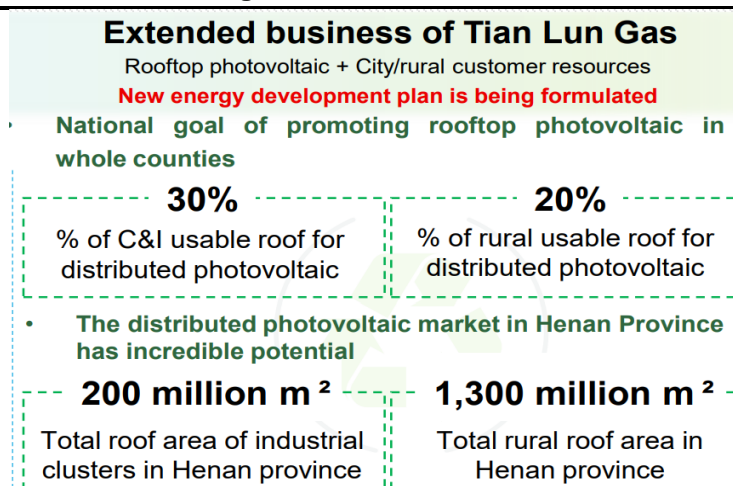 Extended business of Tian Lun Gas
Rooftop photovoltaic + City/rural customer resources
New energy development plan is being formulated
• National goal of promoting rooftop photovoltaic in
whole counties
30%
% of C&I usable roof for
distributed photovoltaic
20%
% of rural usable roof for
distributed photovoltaic
• The distributed photovoltaic market in Henan Province
has incredible potential
200 million m²
Total roof area of industrial
clusters in Henan province
1,300 million m²
Total rural roof area in
Henan province